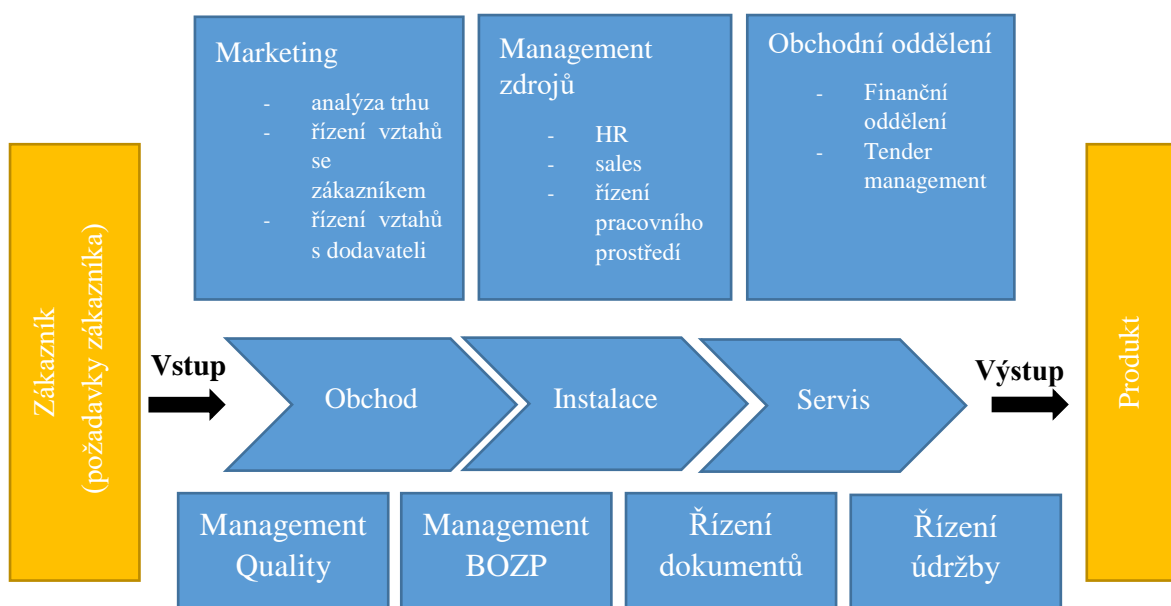 Marketing
- analýza trhu
- řízení vztahů
se
zákazníkem
- řízení vztahů
s dodavateli
Management
zdrojů
- HR
- sales
- řízení
pracovního
prostředí
Obchodní oddělení
- Finanční
oddělení
- Tender
management
Zákazník
(požadavky zákazníka)
Vstup
Obchod
Instalace
Servis
Výstup
Produkt
Management
Quality
Management
BOZP
Řízení
dokumentů
Řízení
údržby